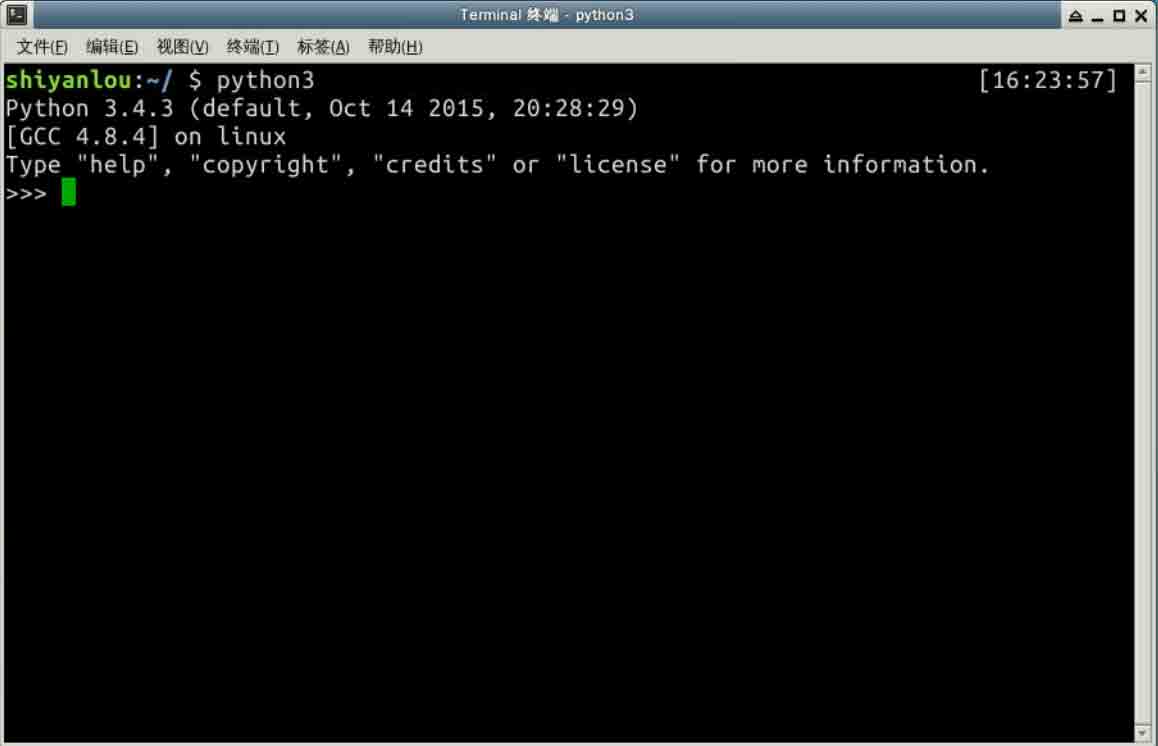 Terminal 终端 - python3
文件(F) 编辑(E) 视图(V) 终端(T) 标签(A) 帮助(H)
shiyanlou:~/ $ python3 [16:23:57]
Python 3.4.3 (default, Oct 14 2015, 20:28:29)
[GCC 4.8.4] on linux
Type "help", "copyright", "credits" or "license" for more information.
>>>